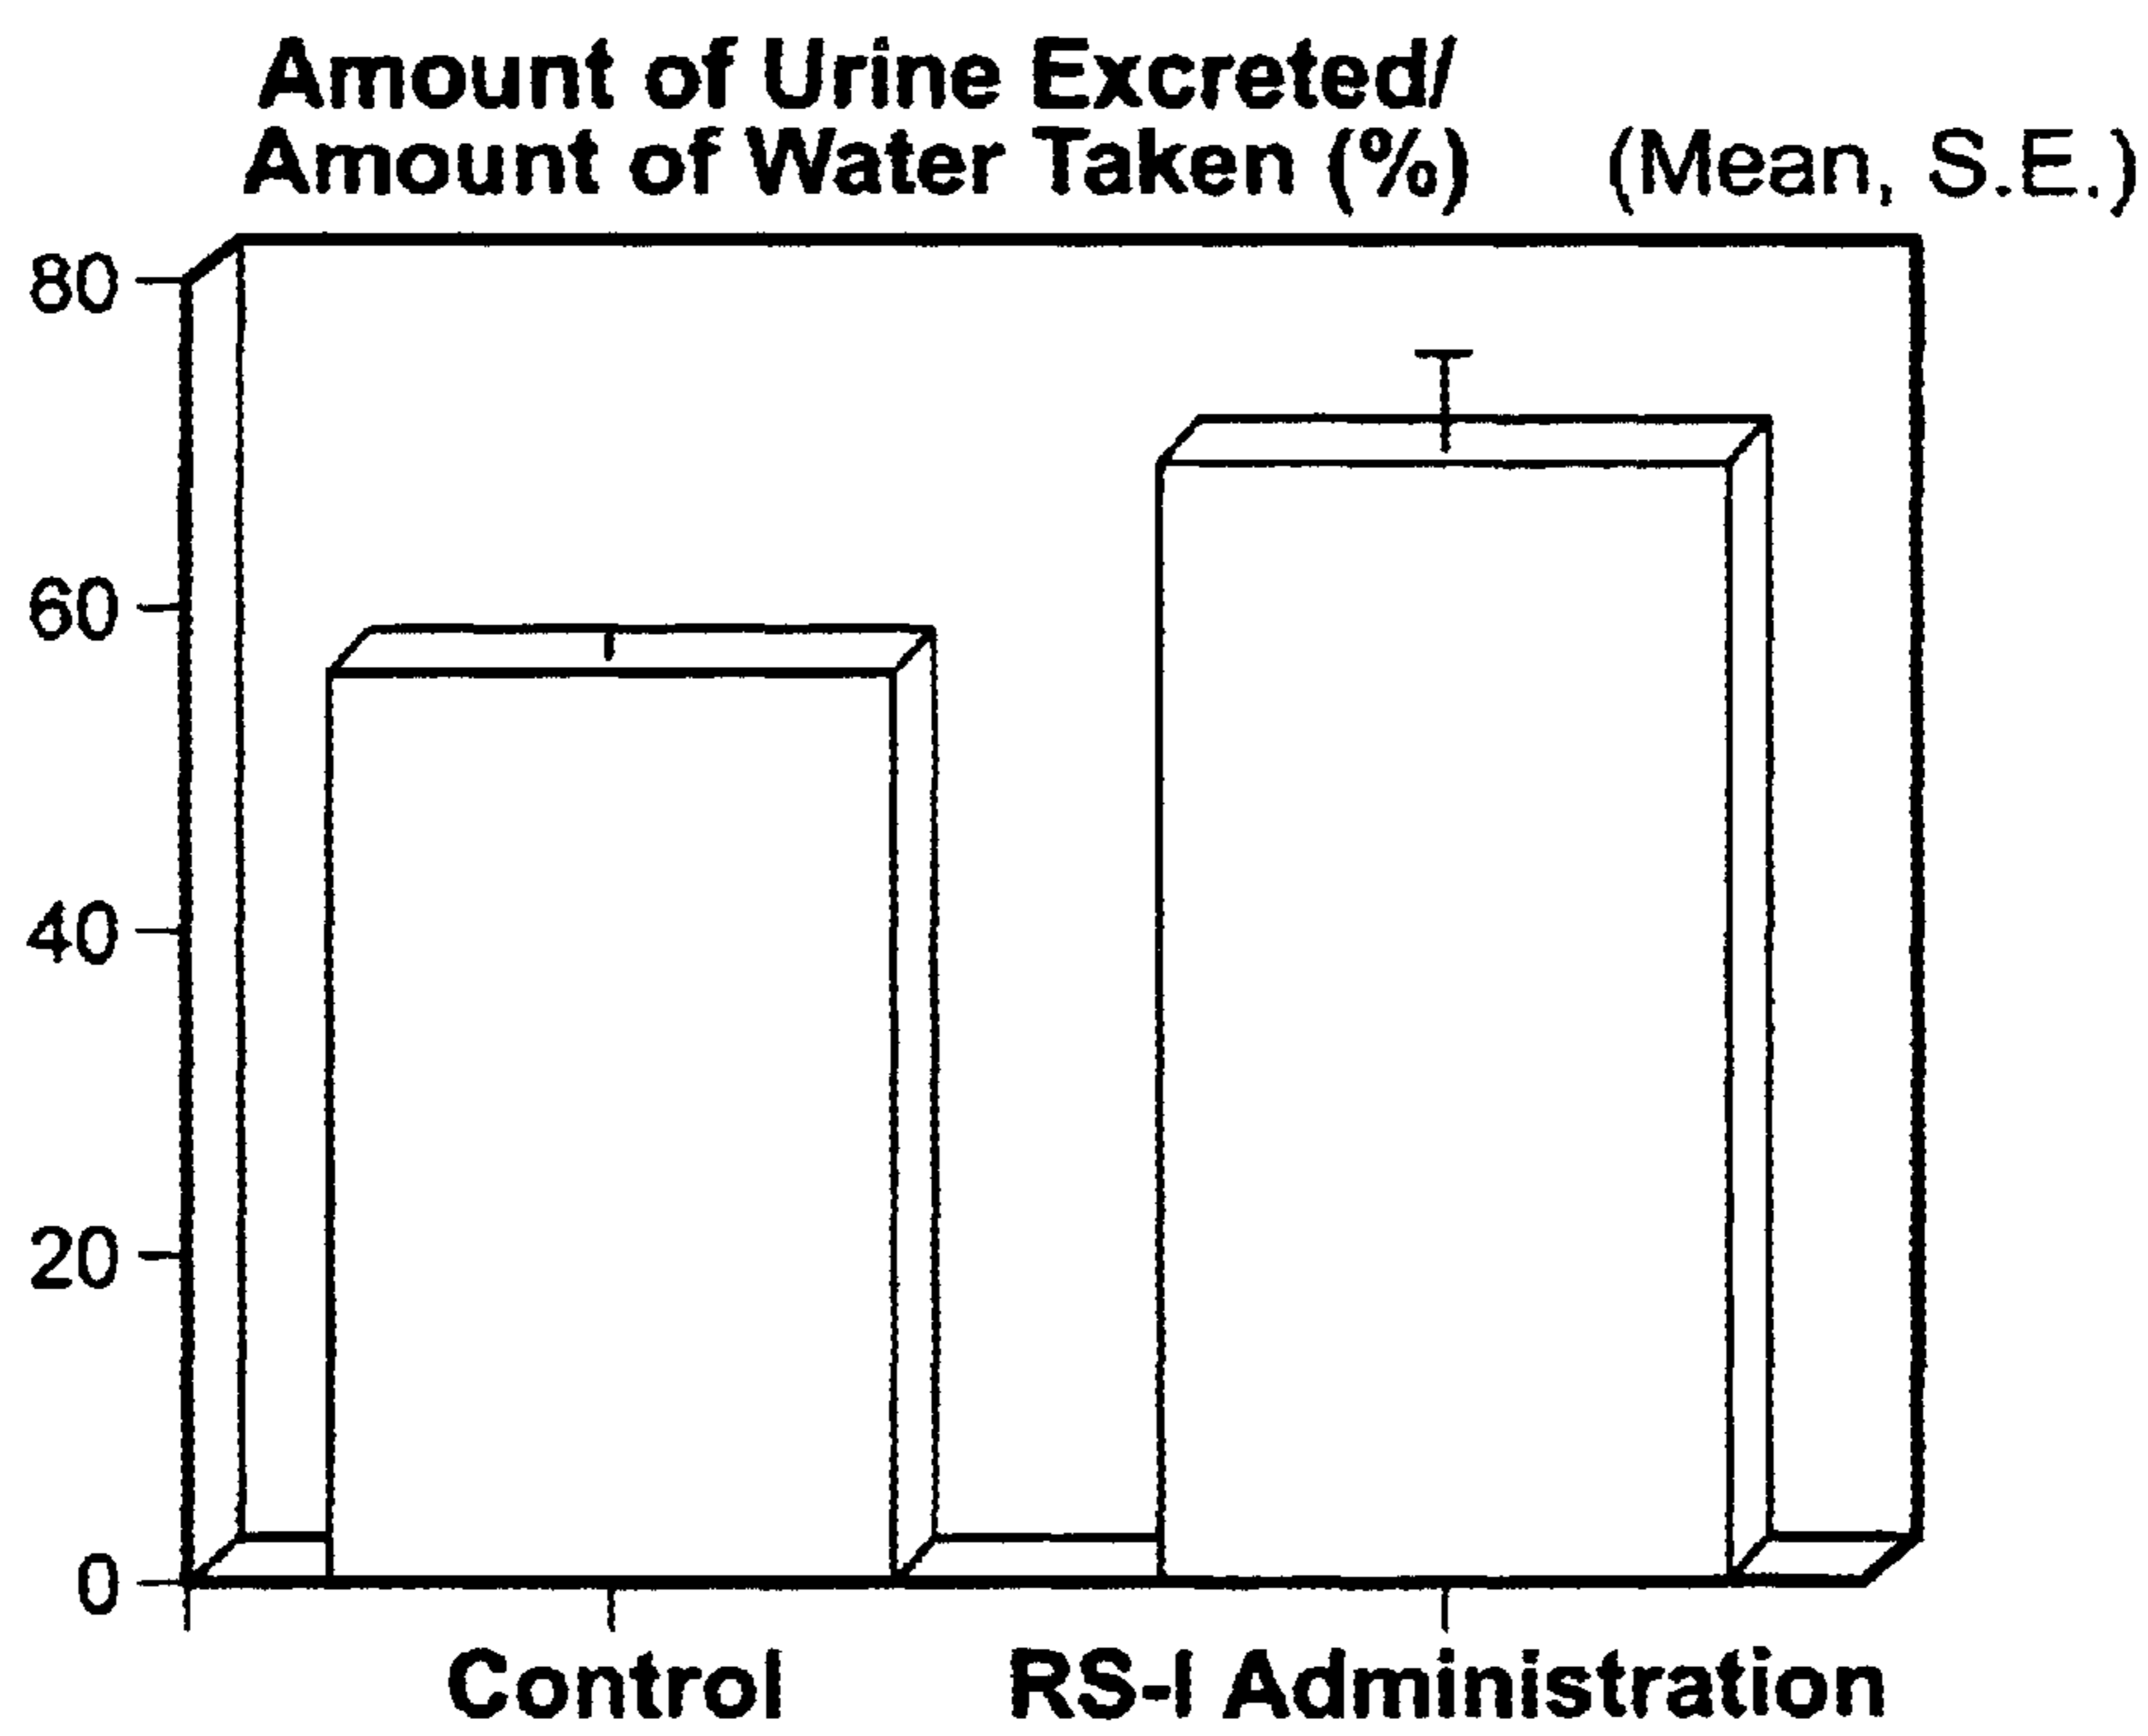 Amount of Urine Excreted/
Amount of Water Taken (%) (Mean, S.E.)
80
60
40
20
0
Control RS-I Administration